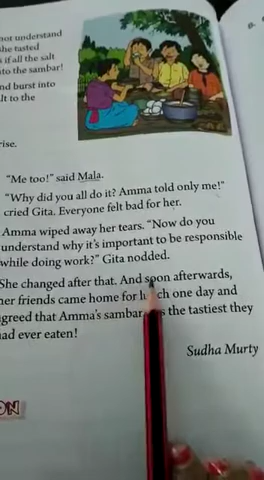 not understand
she tasted
s if all the salt
nto the sambar!
nd burst into
lt to the
rise.
"Me too!" said Mala.
"Why did you all do it? Amma told only me!"
cried Gita. Everyone felt bad for her.
Amma wiped away her tears. "Now do you
understand why it's important to be responsible
while doing work?" Gita nodded.
She changed after that. And soon afterwards,
her friends came home for day and
agreed that Amma's sambar the tastiest they
had ever eaten!
Sudha Murty
ON